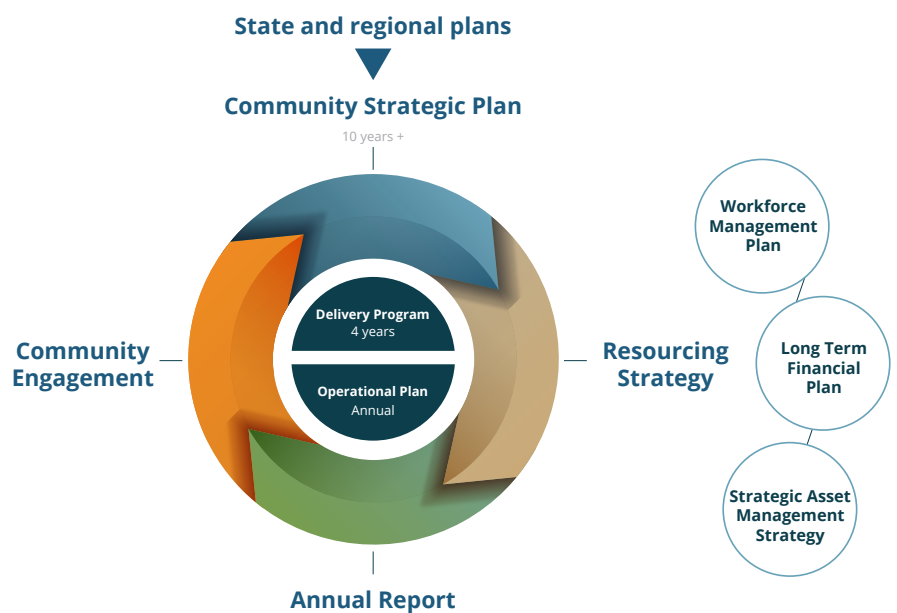 State and regional plans
Community Strategic Plan
10 years +
Delivery Program
4 years
Operational Plan
Annual
Community
Engagement
Resourcing
Strategy
Workforce
Management
Plan
Long Term
Financial
Plan
Strategic Asset
Management
Strategy
Annual Report